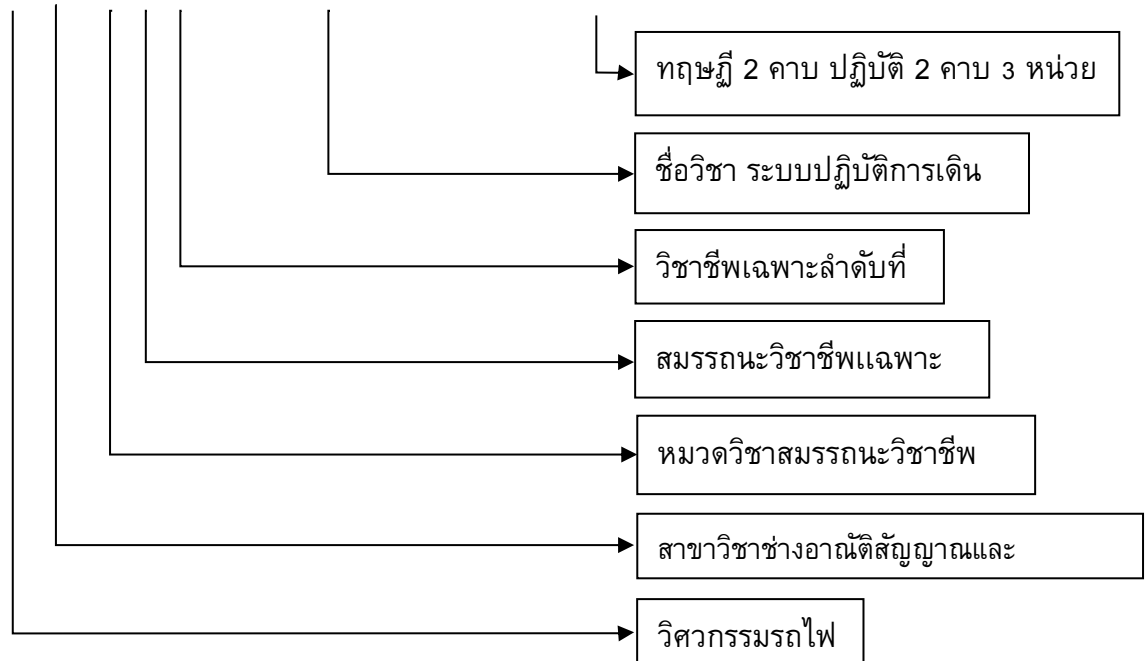 ทฤษฎี 2 คาบ ปฏิบัติ 2 คาบ 3 หน่วย
ชื่อวิชา ระบบปฏิบัติการเดิน
วิชาชีพเฉพาะลำดับที่
สมรรถนะวิชาชีพแฉพาะ
หมวดวิชาสมรรถนะวิชาชีพ
สาขาวิชาช่างอาณัติสัญญาณและ
วิศวกรรมรถไฟ